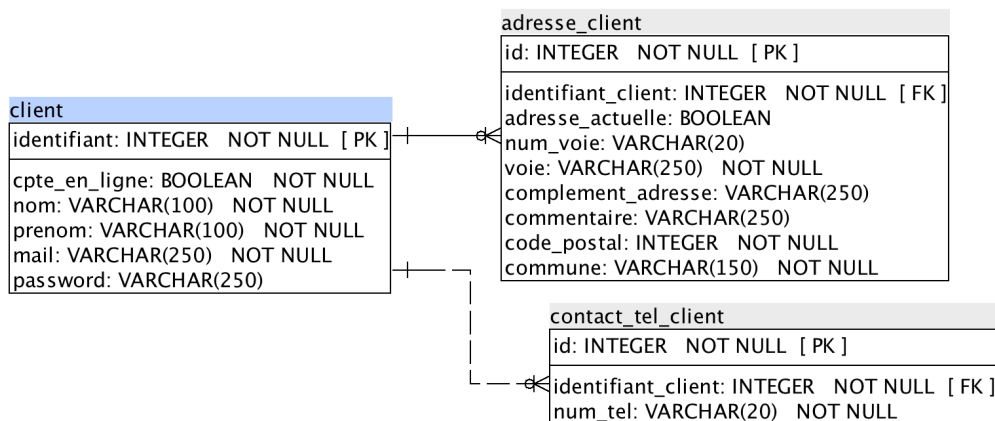 adresse_client
id: INTEGER NOT NULL [ PK ]
identifiant_client: INTEGER NOT NULL [ FK ]
adresse_actuelle: BOOLEAN
num_voie: VARCHAR(20)
voie: VARCHAR(250) NOT NULL
complement_adresse: VARCHAR(250)
commentaire: VARCHAR(250)
code_postal: INTEGER NOT NULL
commune: VARCHAR(150) NOT NULL
client
identifiant: INTEGER NOT NULL [ PK ]
cpte_en_ligne: BOOLEAN NOT NULL
nom: VARCHAR(100) NOT NULL
prenom: VARCHAR(100) NOT NULL
mail: VARCHAR(250) NOT NULL
password: VARCHAR(250)
contact_tel_client
id: INTEGER NOT NULL [ PK ]
identifiant_client: INTEGER NOT NULL [ FK ]
num_tel: VARCHAR(20) NOT NULL